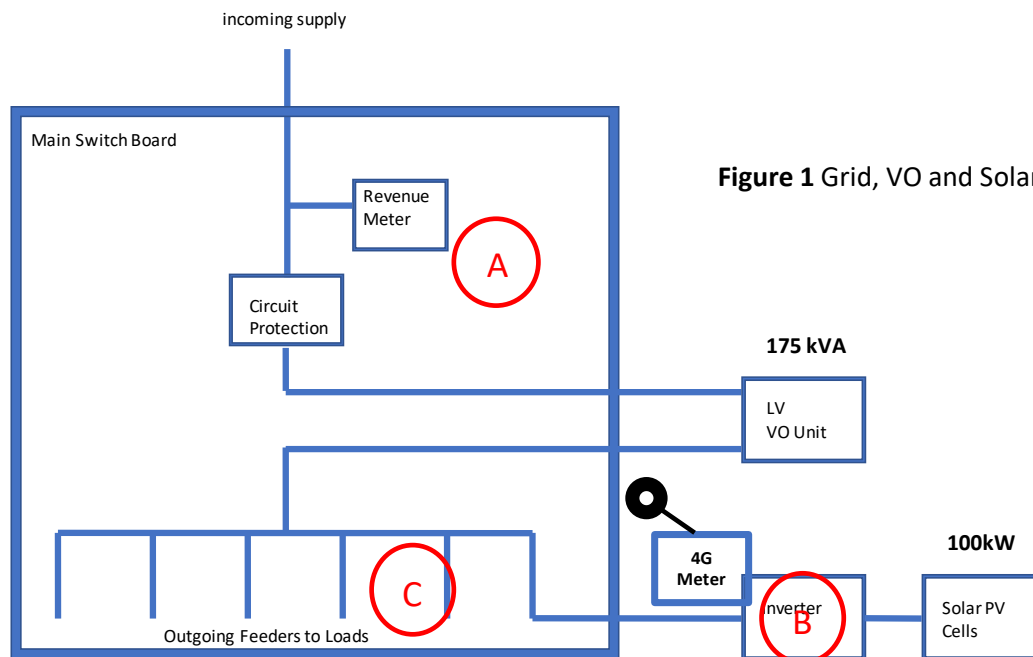 incoming supply
Main Switch Board
Revenue
Meter
A
Figure 1 Grid, VO and Solar
Circuit
Protection
175 kVA
LV
VO Unit
4G
Meter
100kW
C
Inverter
B
Solar PV
Cells
Outgoing Feeders to Loads